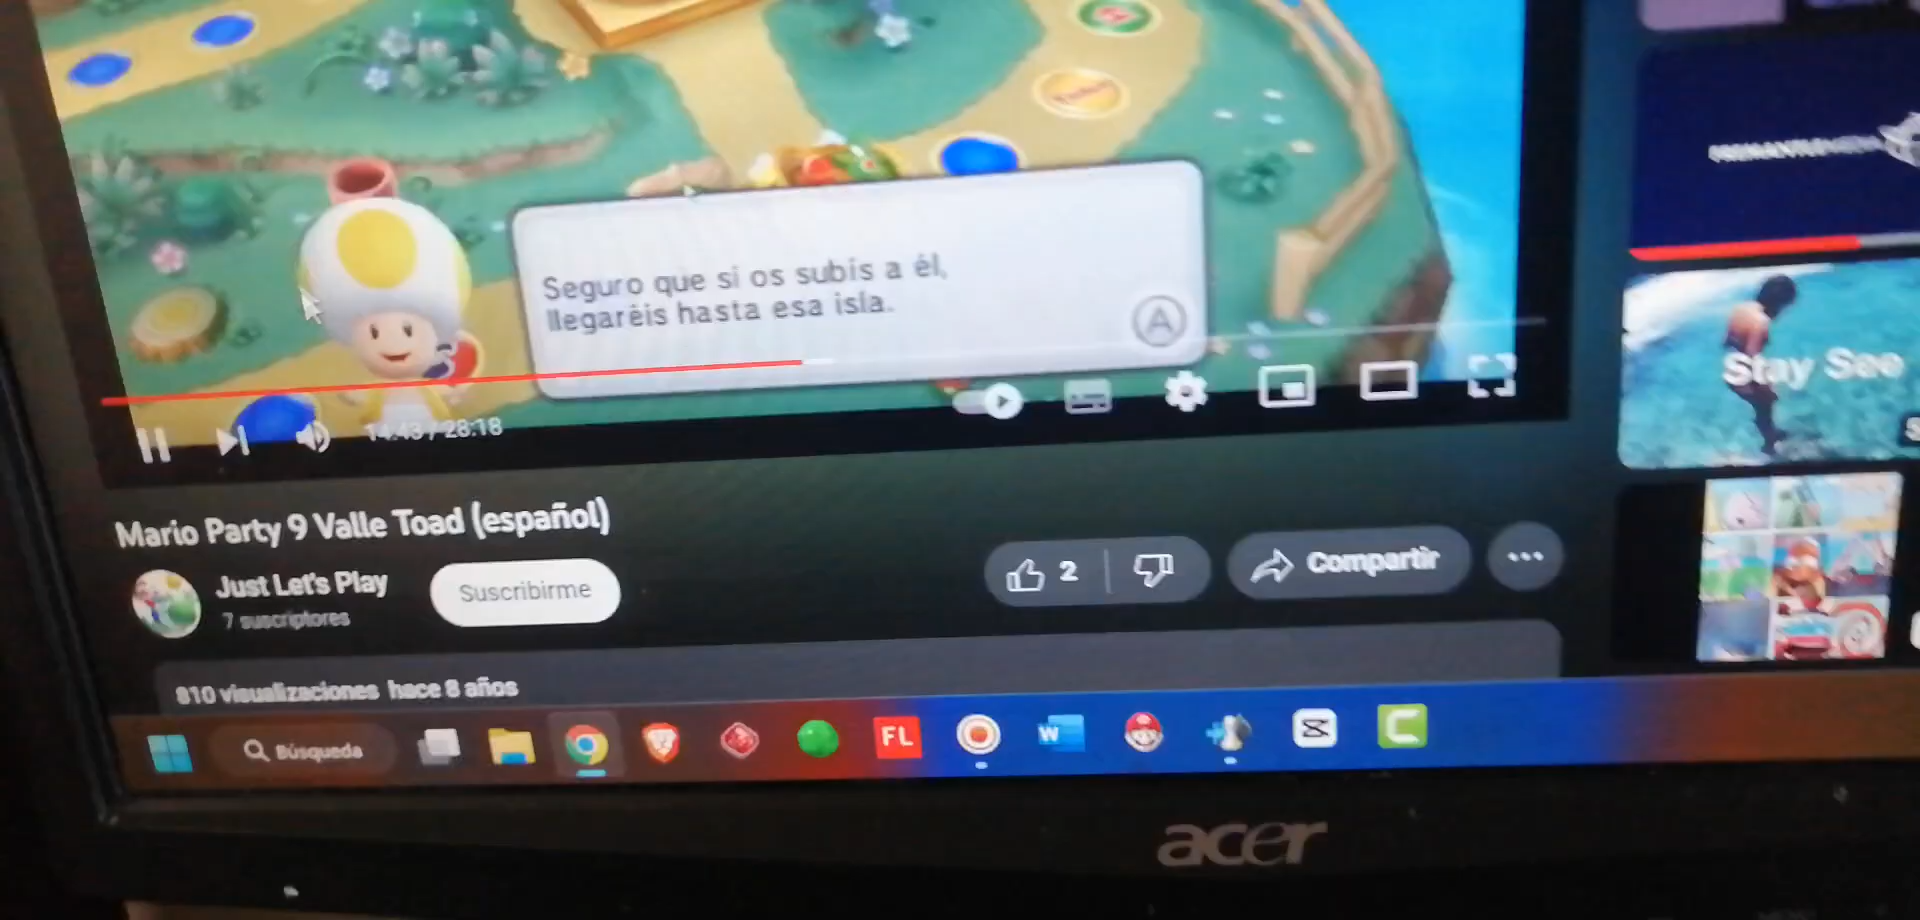 Seguro que si os subís a él,
llegaréis hasta esa isla.
A
14:43 / 28:18
Mario Party 9 Valle Toad (español)
Just Let's Play
7 suscriptores
Suscribirme
2
Compartir
810 visualizaciones hace 8 años
Stay See
Búsqueda
FL
W
acer